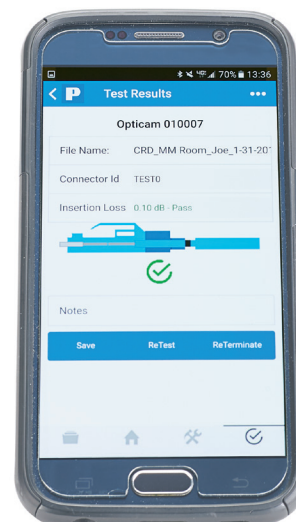 70% 13:36
P Test Results
Opticam 010007
File Name: CRD_MM Room_Joe_1-31-201
Connector Id TEST0
Insertion Loss 0.10 dB - Pass
Notes
Save ReTest ReTerminate